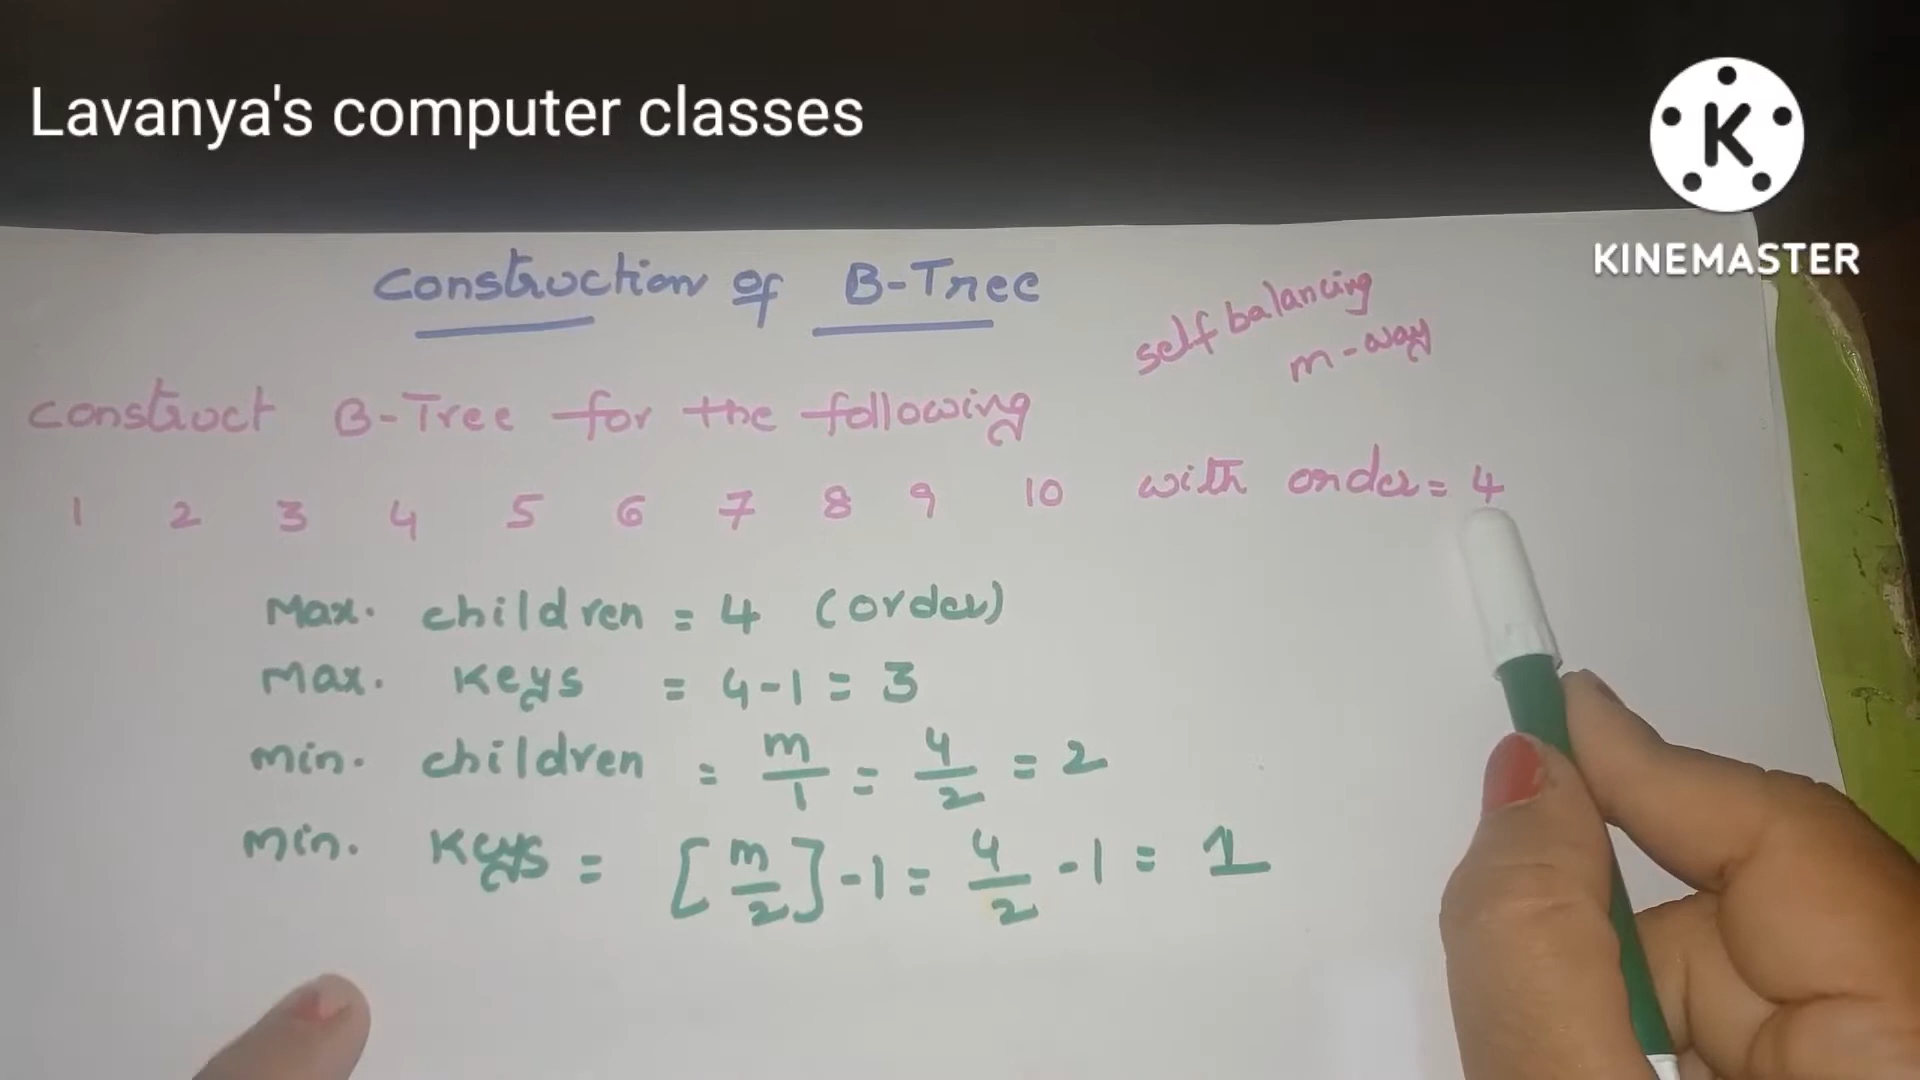 Lavanya's computer classes
K
KINEMASTER
Construction of B-Tree
self balancing
m-way
construct B-Tree for the following
1 2 3 4 5 6 7 8 9 10 with order = 4
Max. children = 4 (order)
Max. Keys = 4-1 = 3
Min. children = m/1 = 4/2 = 2
Min. Keys = [m/2]-1 = 4/2 -1 = 1